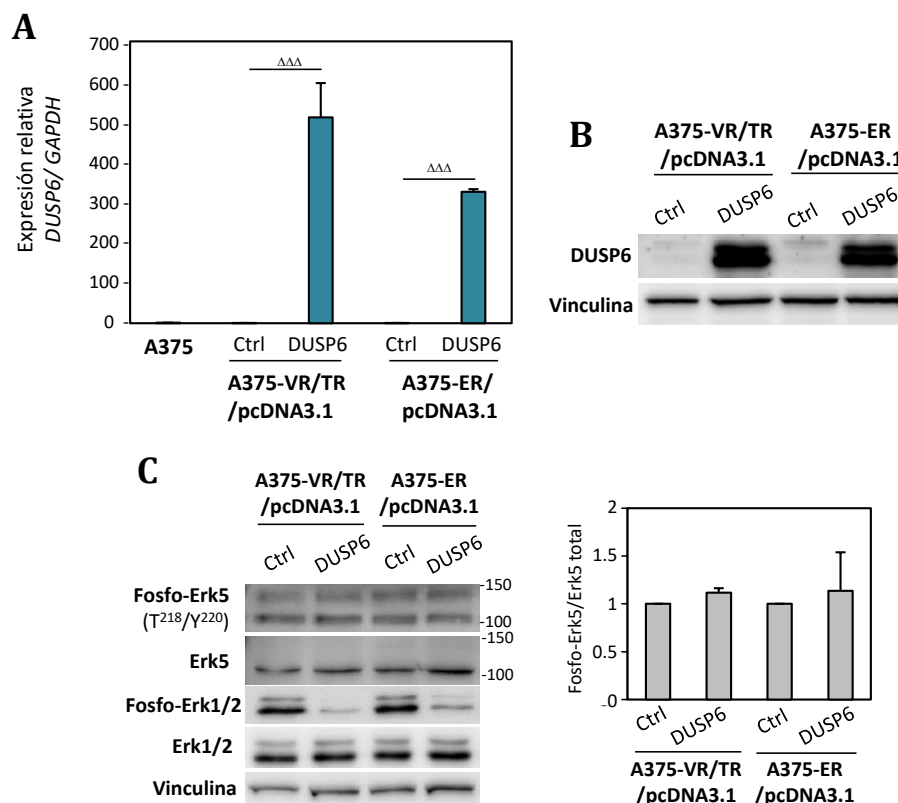 A
Expresión relativa
DUSP6/ GAPDH
700
600
500
400
300
200
100
0
ΔΔΔ
ΔΔΔ
A375
Ctrl DUSP6 Ctrl DUSP6
A375-VR/TR
/pcDNA3.1
A375-ER/
pcDNA3.1
B
A375-VR/TR
/pcDNA3.1
A375-ER
/pcDNA3.1
Ctrl DUSP6 Ctrl DUSP6
DUSP6
Vinculina
C
A375-VR/TR
/pcDNA3.1
A375-ER
/pcDNA3.1
Ctrl DUSP6 Ctrl DUSP6
Fosfo-Erk5
(T218/Y220)
-150
-100
Erk5
-150
-100
Fosfo-Erk1/2
Erk1/2
Vinculina
Fosfo-Erk5/Erk5 total
2
1.5
1
0.5
0
Ctrl DUSP6 Ctrl DUSP6
A375-VR/TR
/pcDNA3.1
A375-ER
/pcDNA3.1